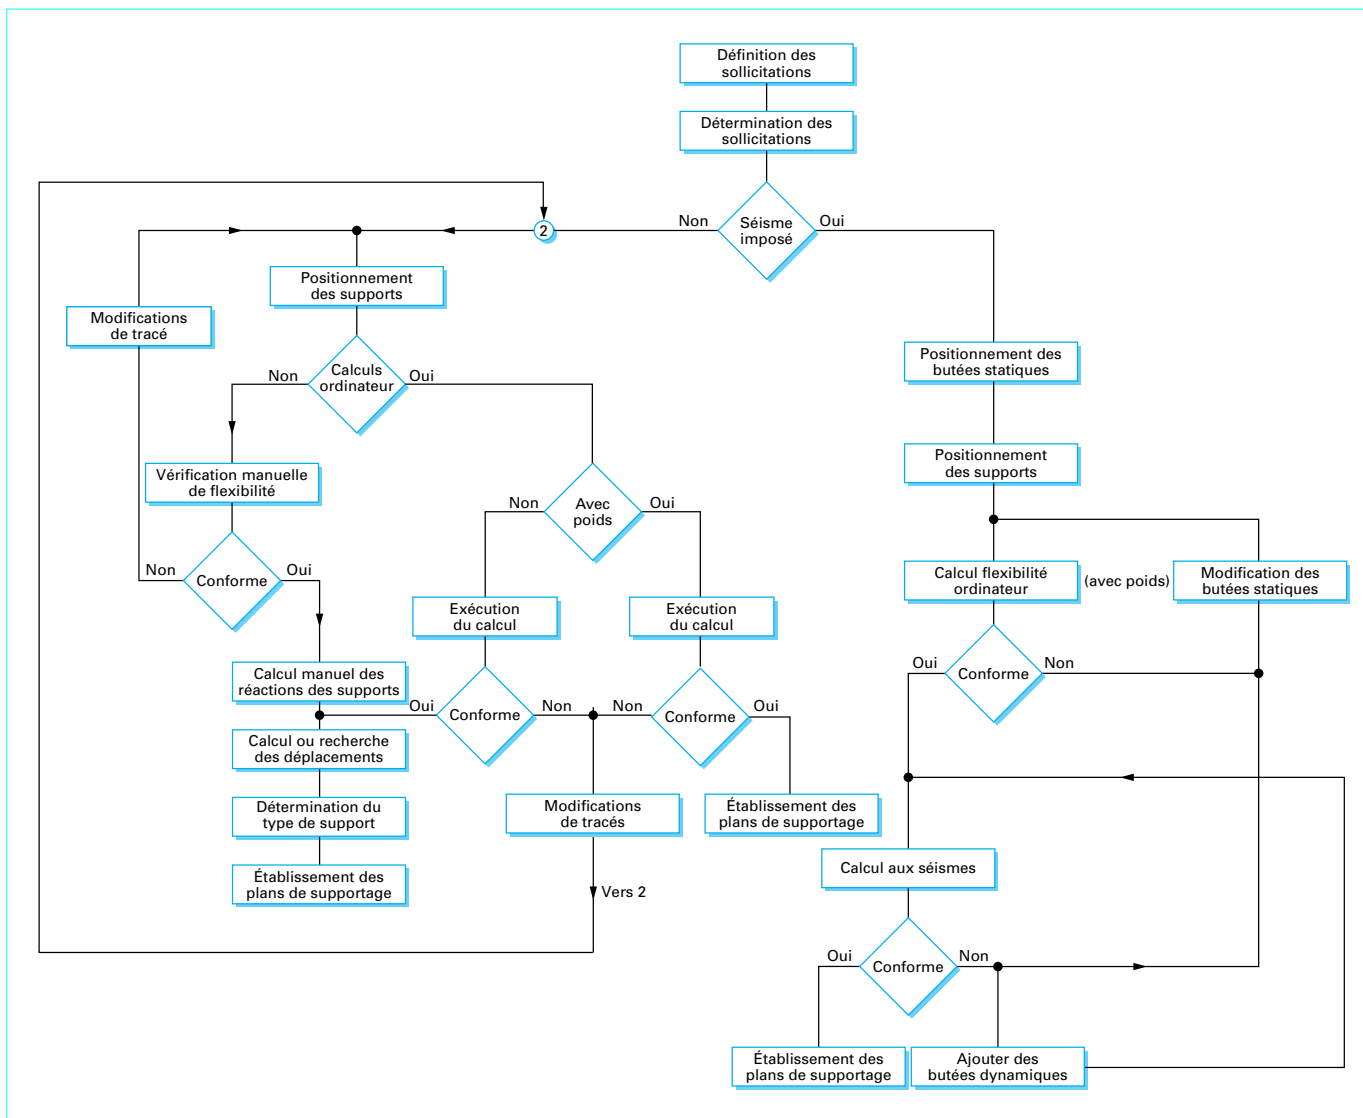 Définition des
sollicitations
Détermination des
sollicitations
Séisme
imposé
Non
Oui
2
Positionnement
des supports
Modifications
de tracé
Calculs
ordinateur
Non
Oui
Positionnement des
butées statiques
Vérification manuelle
de flexibilité
Positionnement
des supports
Avec
poids
Non
Oui
Conforme
Non
Oui
Calcul flexibilité
ordinateur
(avec poids)
Modification des
butées statiques
Exécution
du calcul
Exécution
du calcul
Calcul manuel des
réactions des supports
Conforme
Oui
Non
Oui
Conforme
Non
Non
Conforme
Oui
Calcul ou recherche
des déplacements
Détermination du
type de support
Modifications
de tracés
Établissement des
plans de supportage
Établissement des
plans de supportage
Vers 2
Calcul aux séismes
Oui
Conforme
Non
Établissement des
plans de supportage
Ajouter des
butées dynamiques